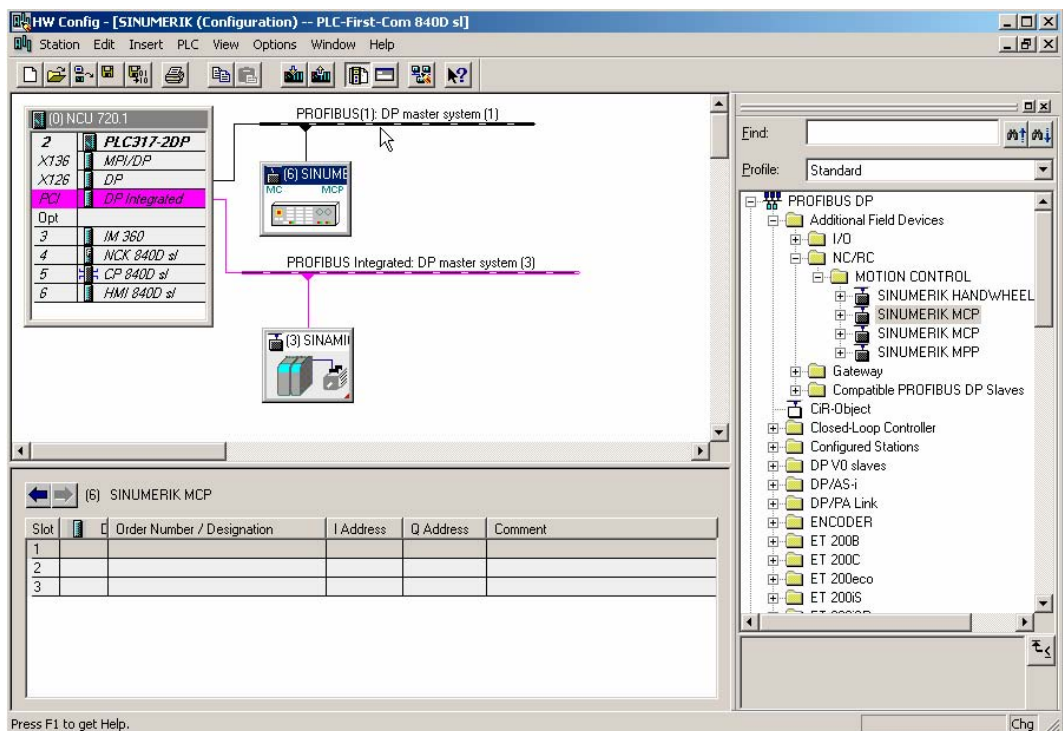 HW Config - [SINUMERIK (Configuration) -- PLC-First-Com 840D sl]
Station Edit Insert PLC View Options Window Help
(0) NCU 720.1
2 PLC317-2DP
X136 MPI/DP
X126 DP
PCI DP Integrated
Opt
3 IM 360
4 NCK 840D sl
5 CP 840D sl
6 HMI 840D sl
PROFIBUS(1): DP master system (1)
(6) SINUME
MC MCP
PROFIBUS Integrated: DP master system (3)
(3) SINAMI
Find:
Profile: Standard
PROFIBUS DP
Additional Field Devices
I/O
NC/RC
MOTION CONTROL
SINUMERIK HANDWHEEL
SINUMERIK MCP
SINUMERIK MCP
SINUMERIK MPP
Gateway
Compatible PROFIBUS DP Slaves
CiR-Object
Closed-Loop Controller
Configured Stations
DP V0 slaves
DP/AS-i
DP/PA Link
ENCODER
ET 200B
ET 200C
ET 200eco
ET 200iS
(6) SINUMERIK MCP
Slot D Order Number / Designation I Address Q Address Comment
1
2
3
Press F1 to get Help.
Chg